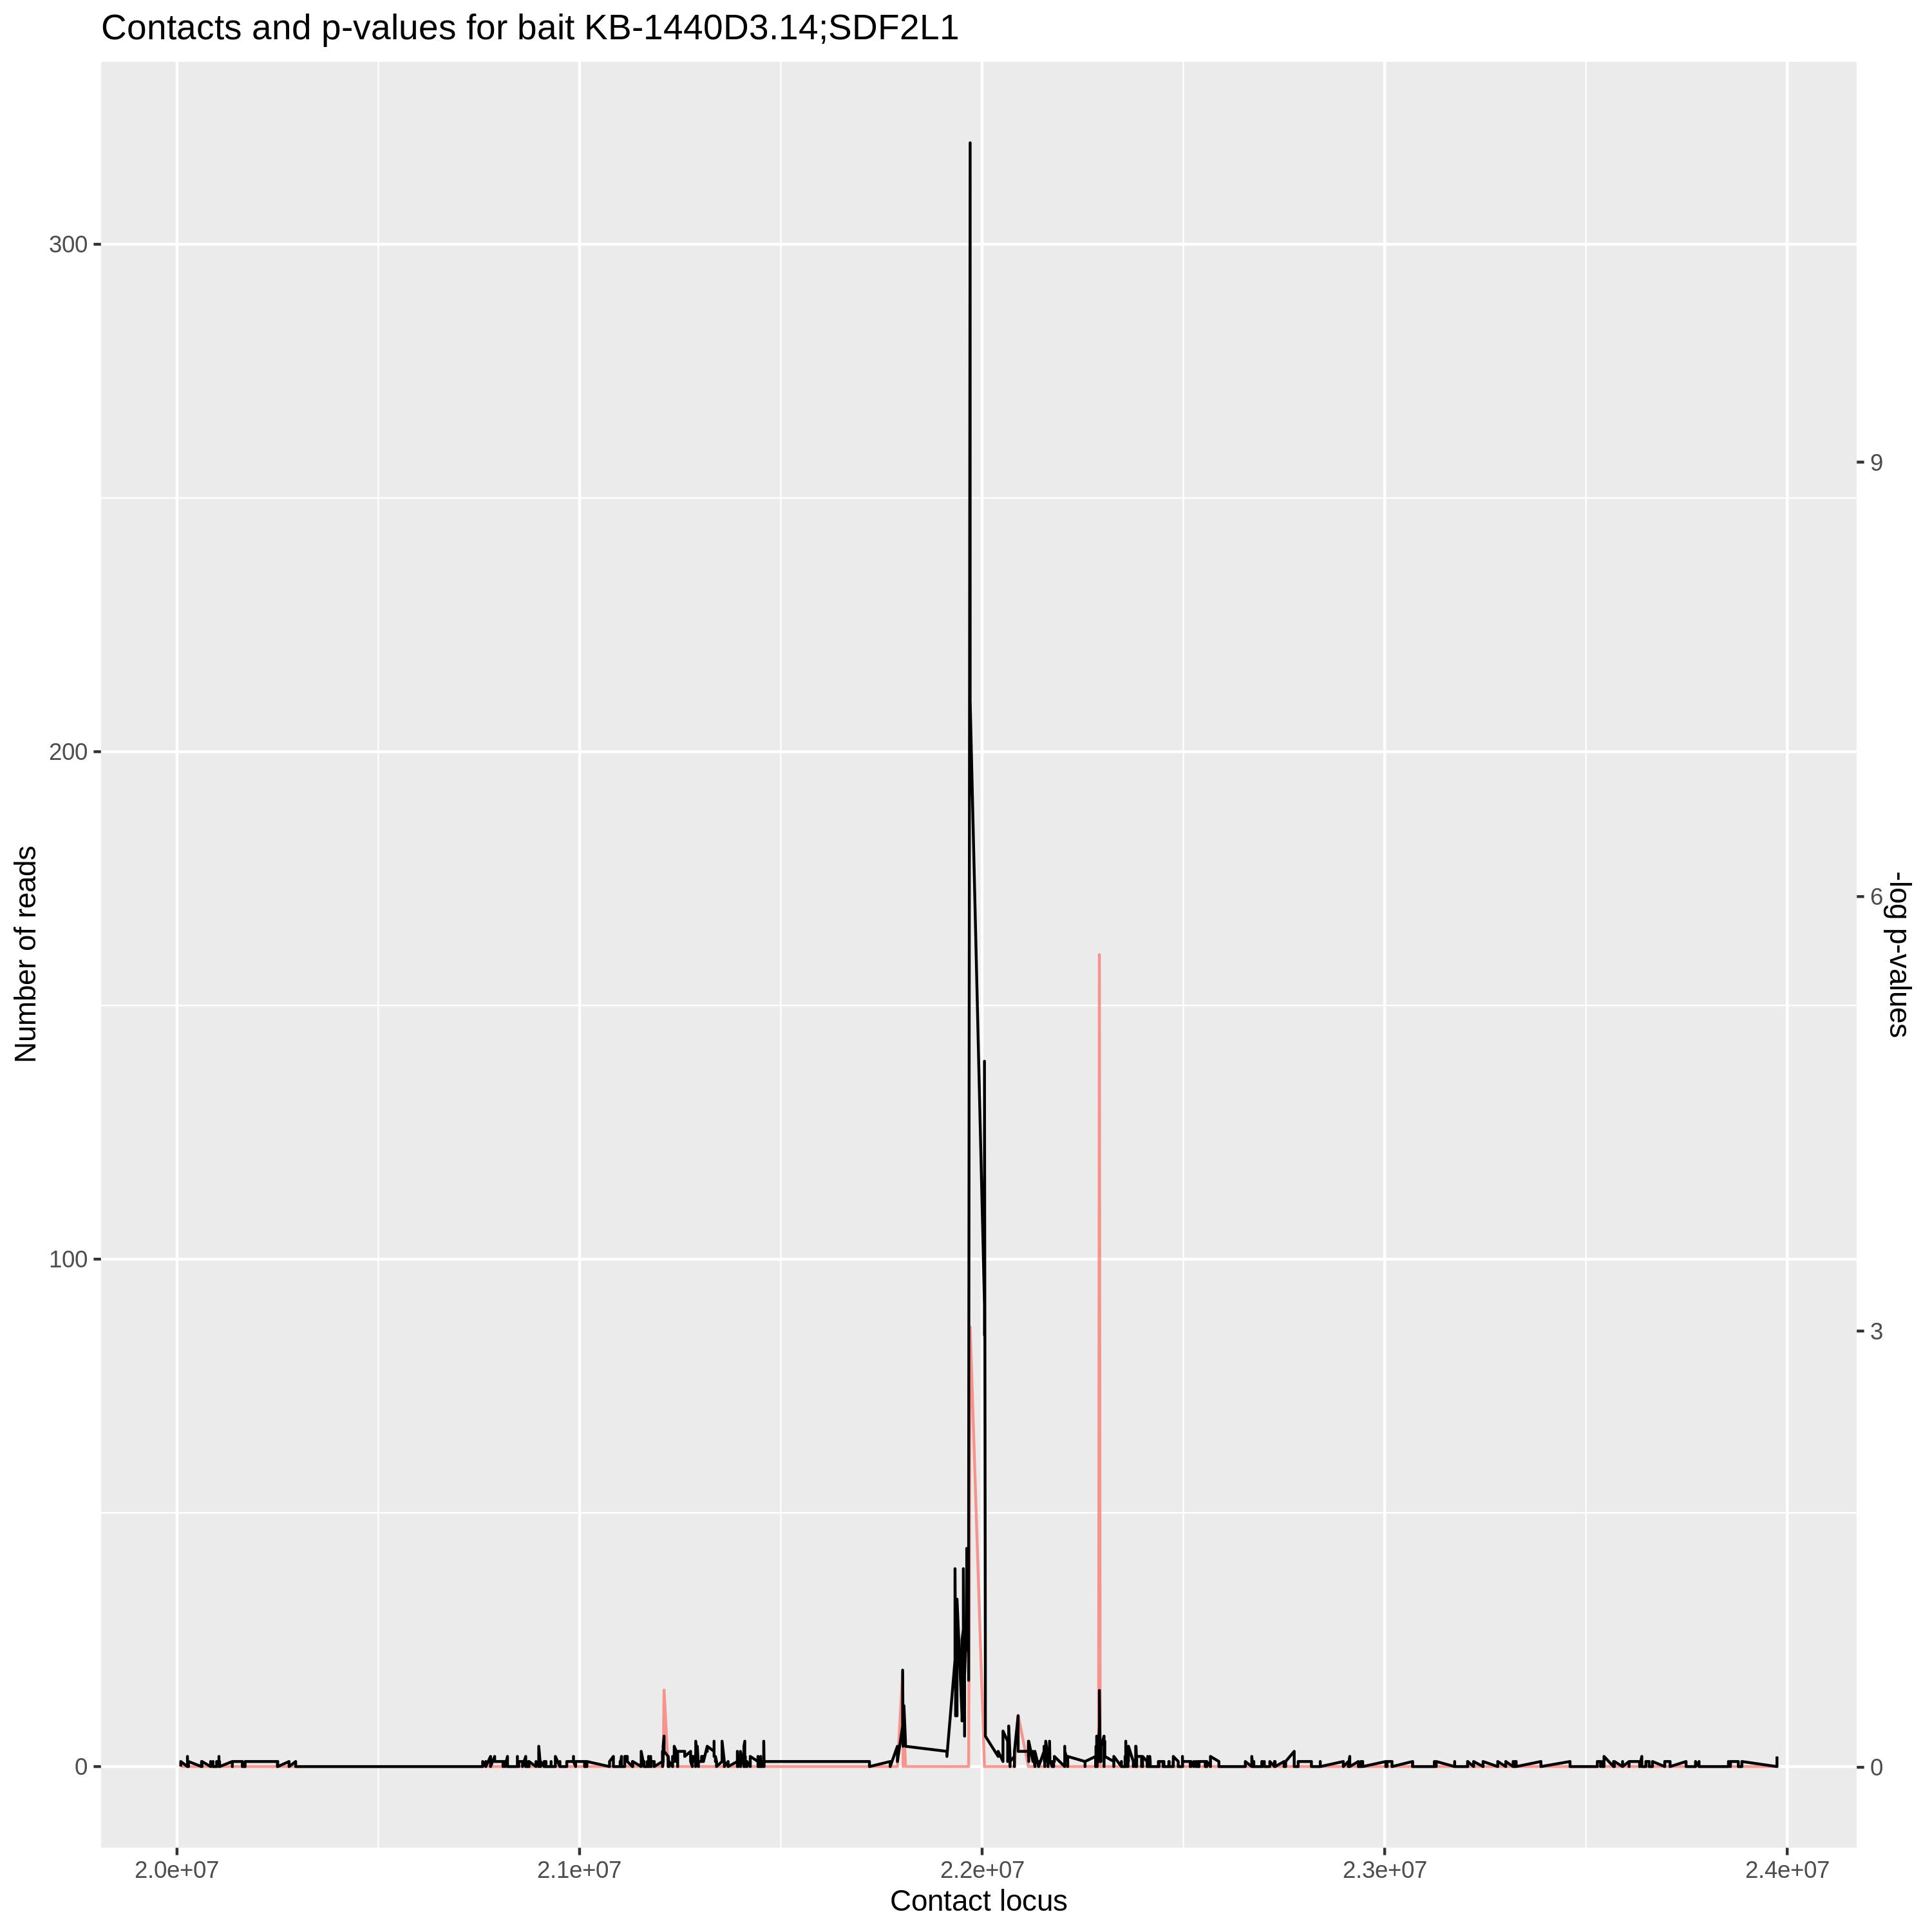 Contacts and p-values for bait KB-1440D3.14;SDF2L1
300
200
100
0
Number of reads
9
6
3
0
-log p-values
2.0e+07
2.1e+07
2.2e+07
2.3e+07
2.4e+07
Contact locus